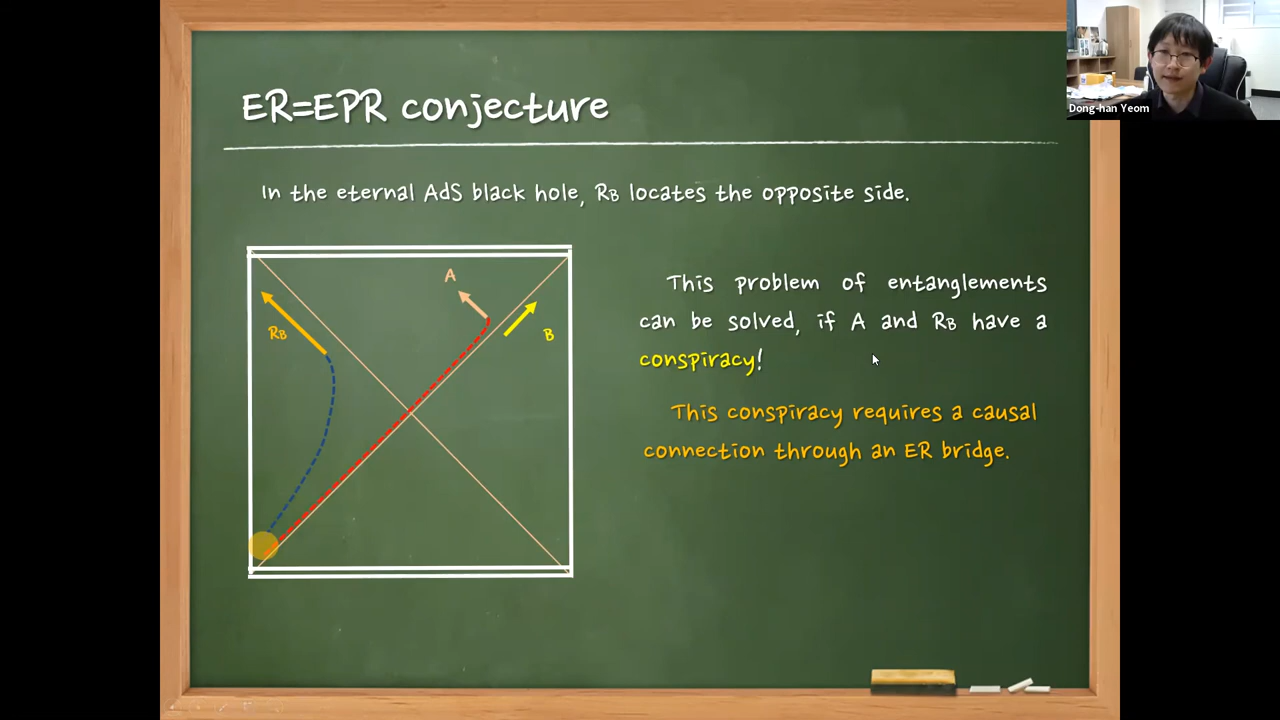 Dong-han Yeom
ER=EPR conjecture
In the eternal AdS black hole, RB locates the opposite side.
A
RB
B
This problem of entanglements
can be solved, if A and RB have a
conspiracy!
This conspiracy requires a causal
connection through an ER bridge.